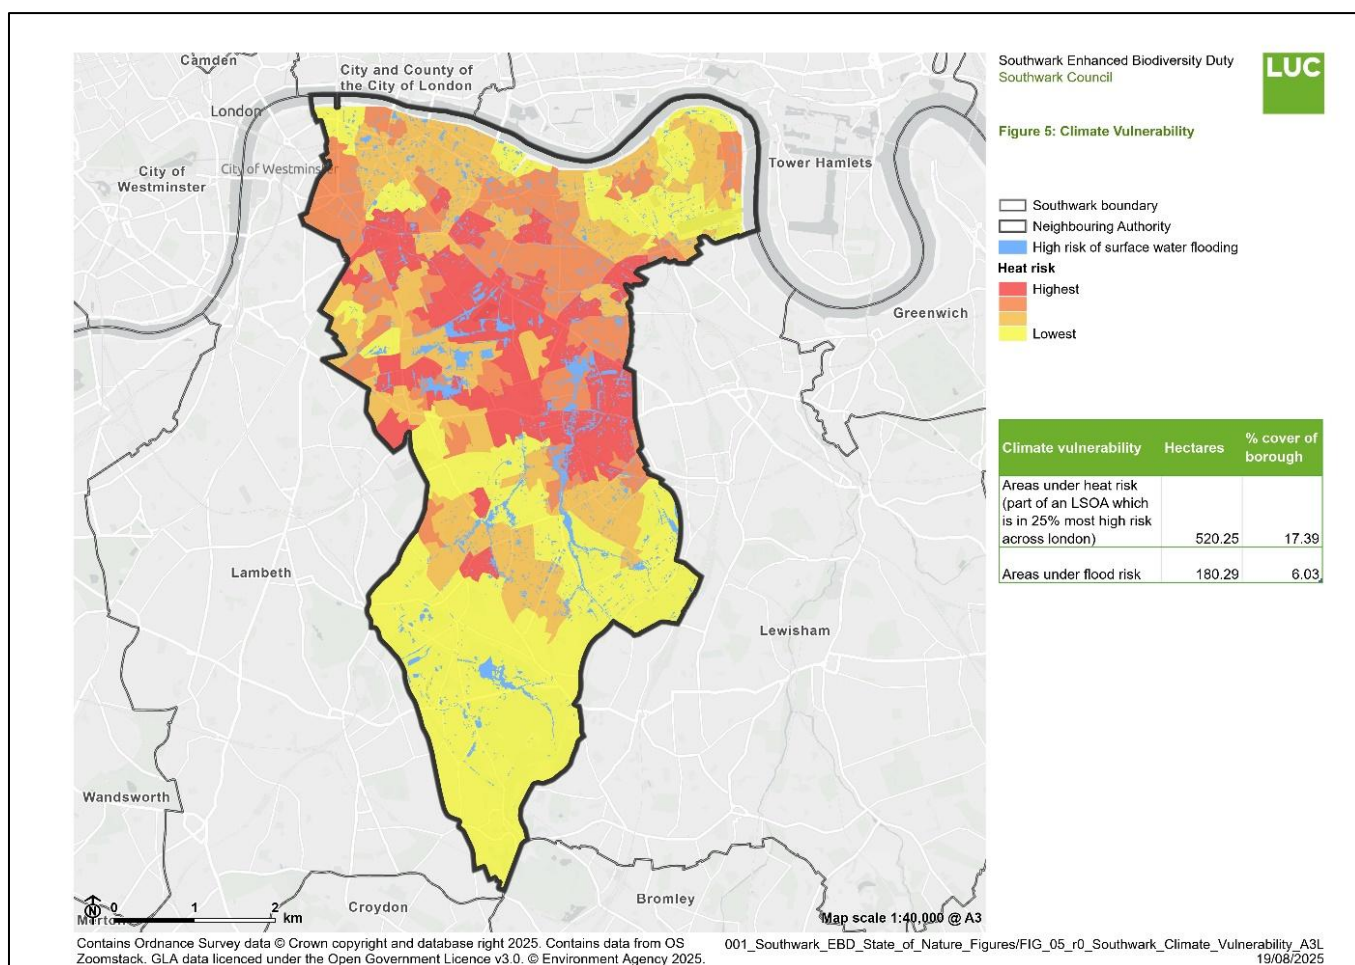 Southwark Enhanced Biodiversity Duty
Southwark Council
LUC
Figure 5: Climate Vulnerability
Southwark boundary
Neighbouring Authority
High risk of surface water flooding
Heat risk
Highest
Lowest
Climate vulnerability Hectares % cover of borough
Areas under heat risk
(part of an LSOA which
is in 25% most high risk
across london) 520.25 17.39
Areas under flood risk 180.29 6.03
Camden
City and County of
the City of London
London
City of Westminster
City of
Westminster
Tower Hamlets
Greenwich
Lambeth
Lewisham
Wandsworth
Bromley
Croydon
Merton
N
0 1 2
km
Map scale 1:40,000 @ A3
Contains Ordnance Survey data © Crown copyright and database right 2025. Contains data from OS
Zoomstack. GLA data licenced under the Open Government Licence v3.0. © Environment Agency 2025.
001_Southwark_EBD_State_of_Nature_Figures/FIG_05_r0_Southwark_Climate_Vulnerability_A3L
19/08/2025